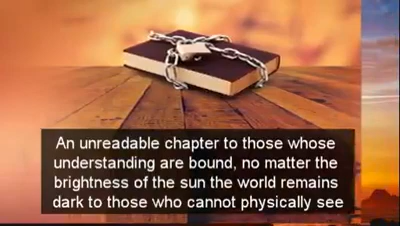 An unreadable chapter to those whose
understanding are bound, no matter the
brightness of the sun the world remains
dark to those who cannot physically see